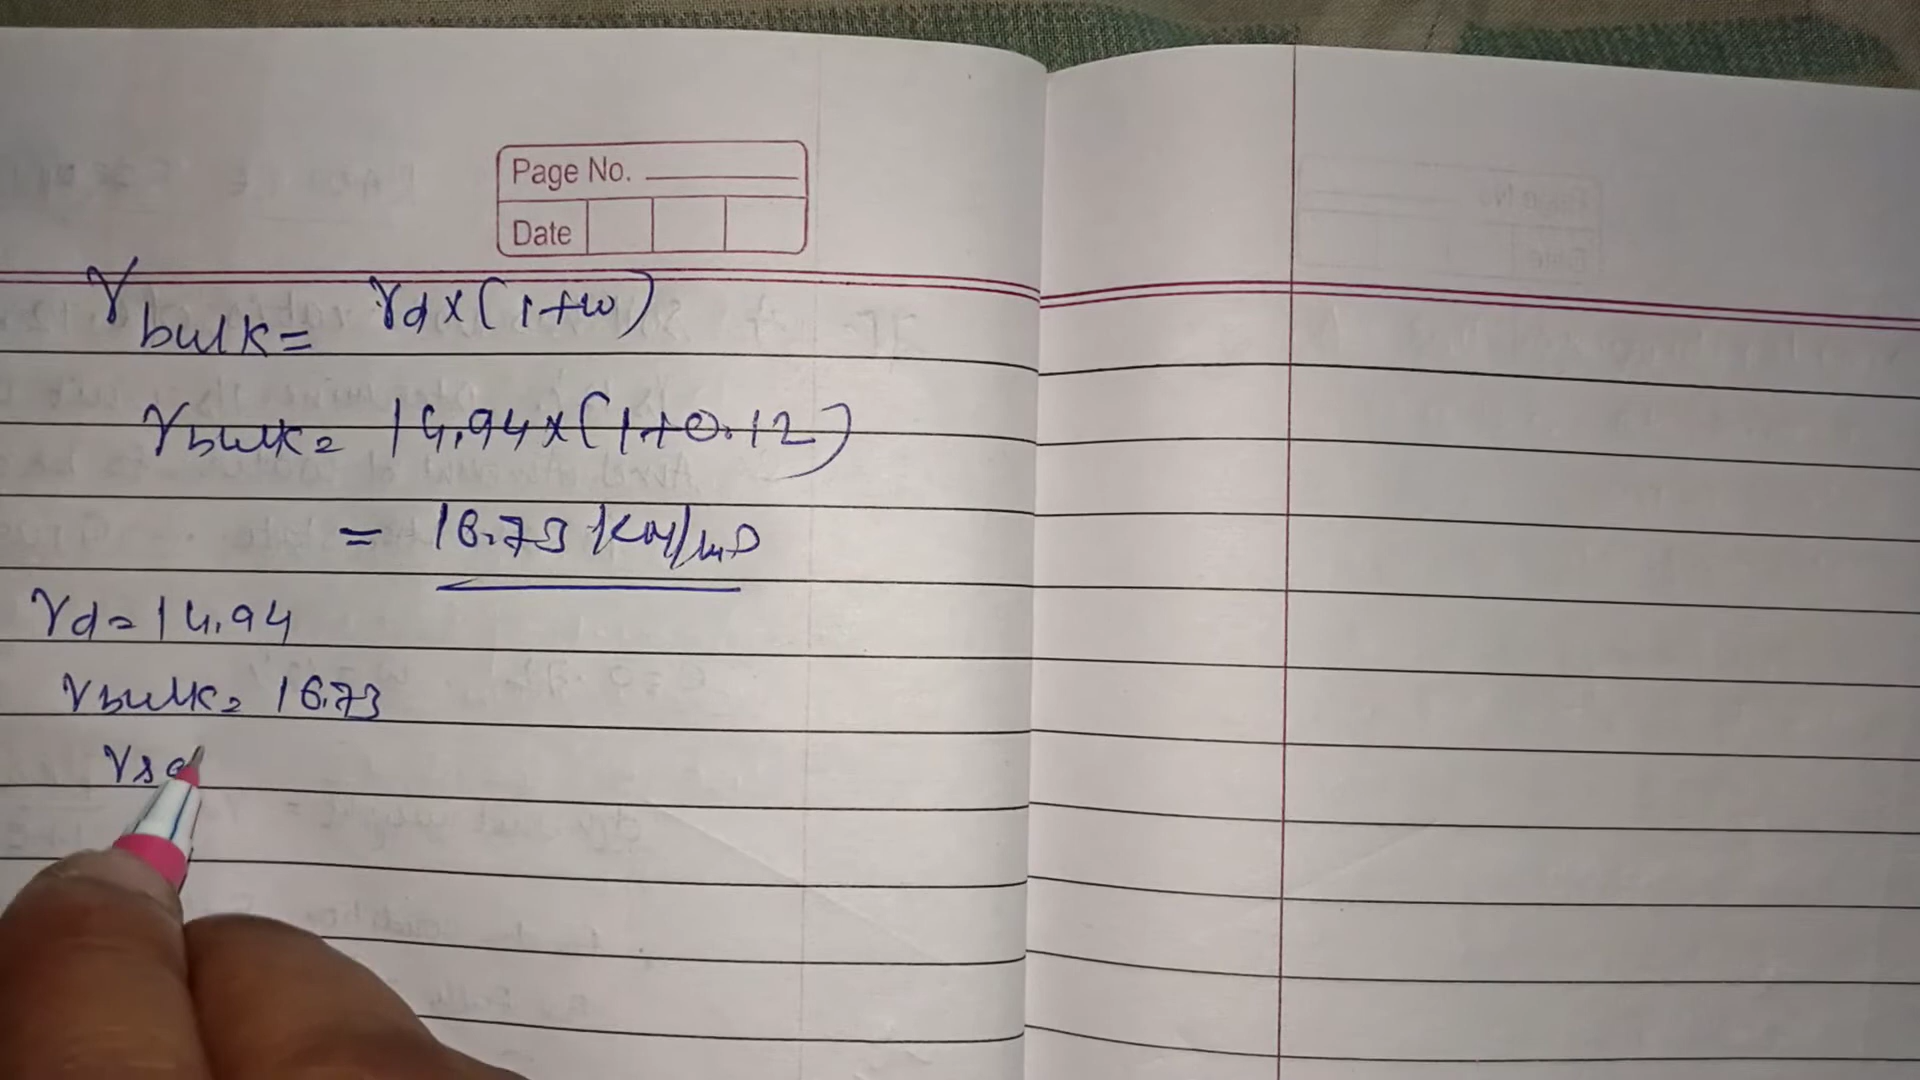 Page No.
Date
γbulk = γd × (1+w)
γbulk = 14.94 × (1+0.12)
= 16.73 KN/m3
γd = 14.94
γbulk = 16.73
γsa